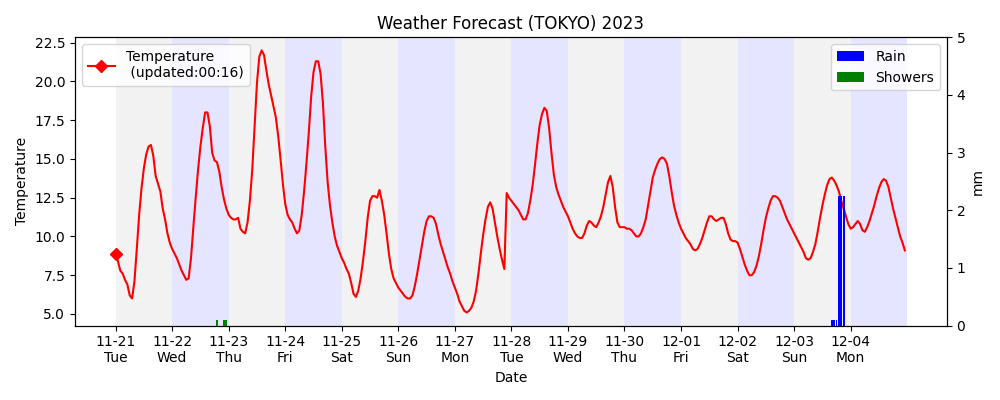 Weather Forecast (TOKYO) 2023
Temperature
(updated:00:16)
Rain
Showers
Temperature
22.5
20.0
17.5
15.0
12.5
10.0
7.5
5.0
5
4
3
2
1
0
mm
11-21 11-22 11-23 11-24 11-25 11-26 11-27 11-28 11-29 11-30 12-01 12-02 12-03 12-04
Tue Wed Thu Fri Sat Sun Mon Tue Wed Thu Fri Sat Sun Mon
Date